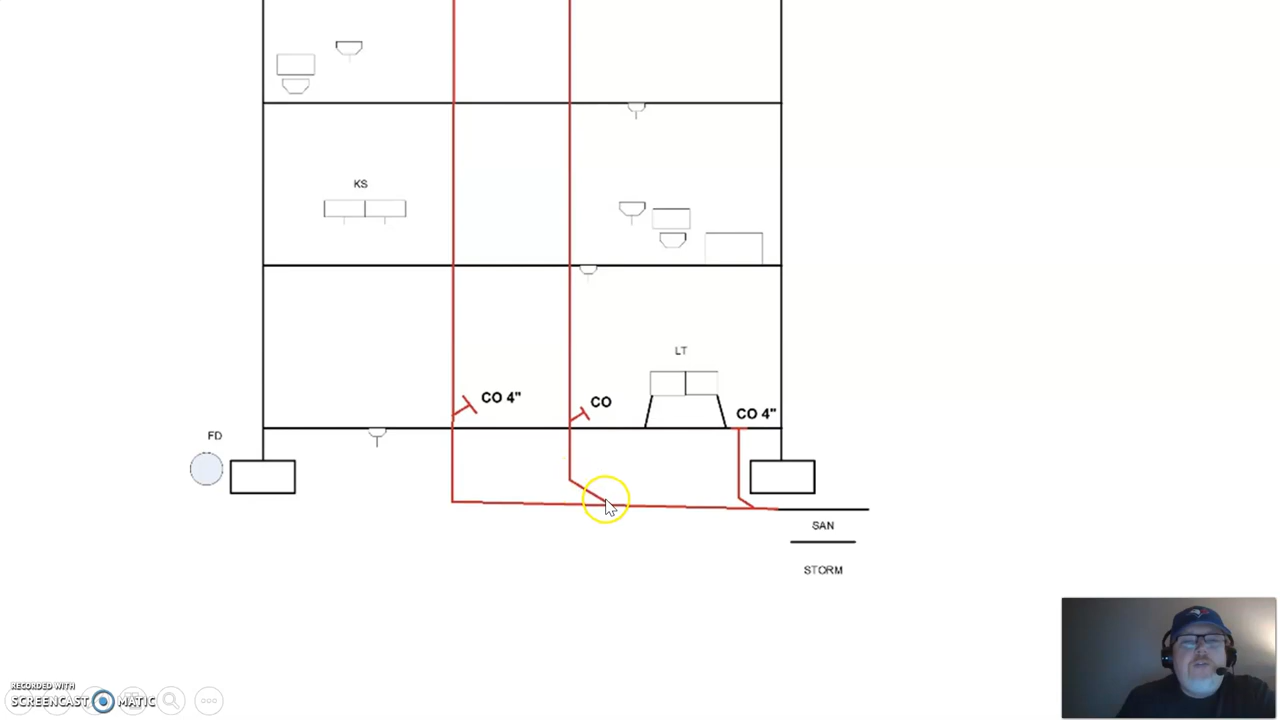 KS
LT
CO 4"
CO
CO 4"
FD
SAN
STORM
RECORDED WITH
SCREENCAST MATIC